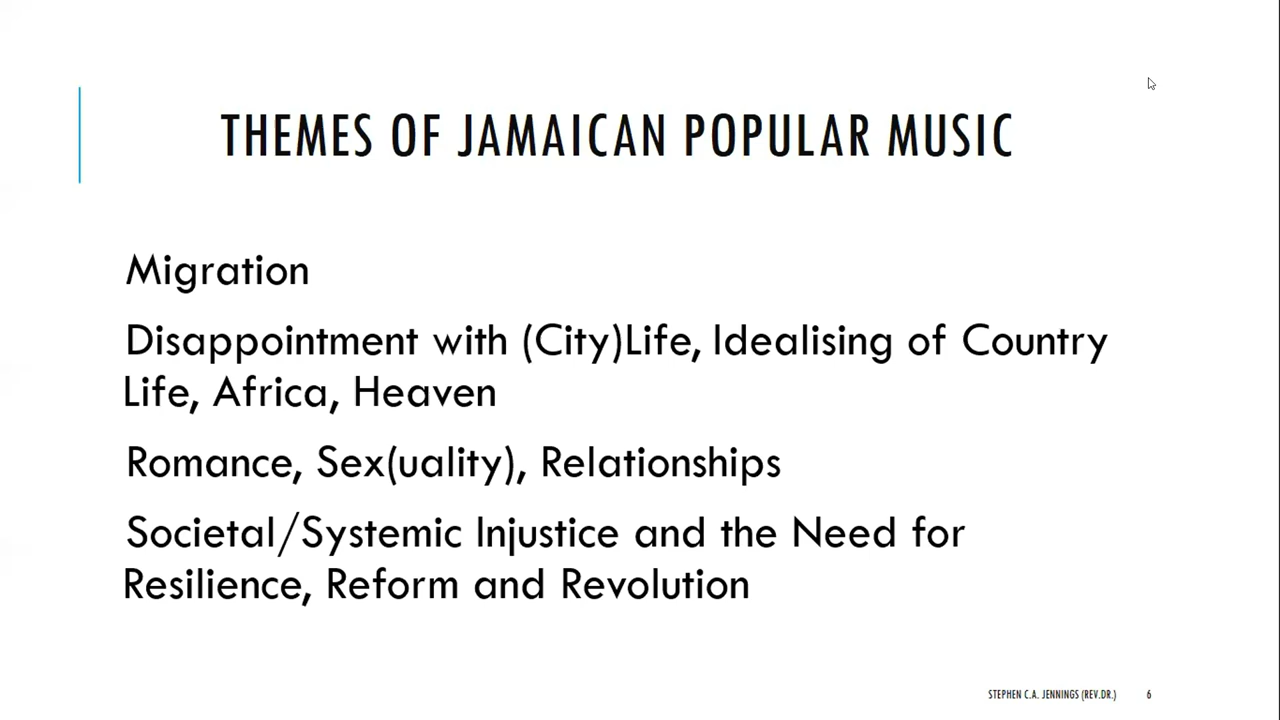 THEMES OF JAMAICAN POPULAR MUSIC
Migration
Disappointment with (City)Life, Idealising of Country
Life, Africa, Heaven
Romance, Sex(uality), Relationships
Societal/Systemic Injustice and the Need for
Resilience, Reform and Revolution
STEPHEN C.A. JENNINGS (REV.DR.) 6